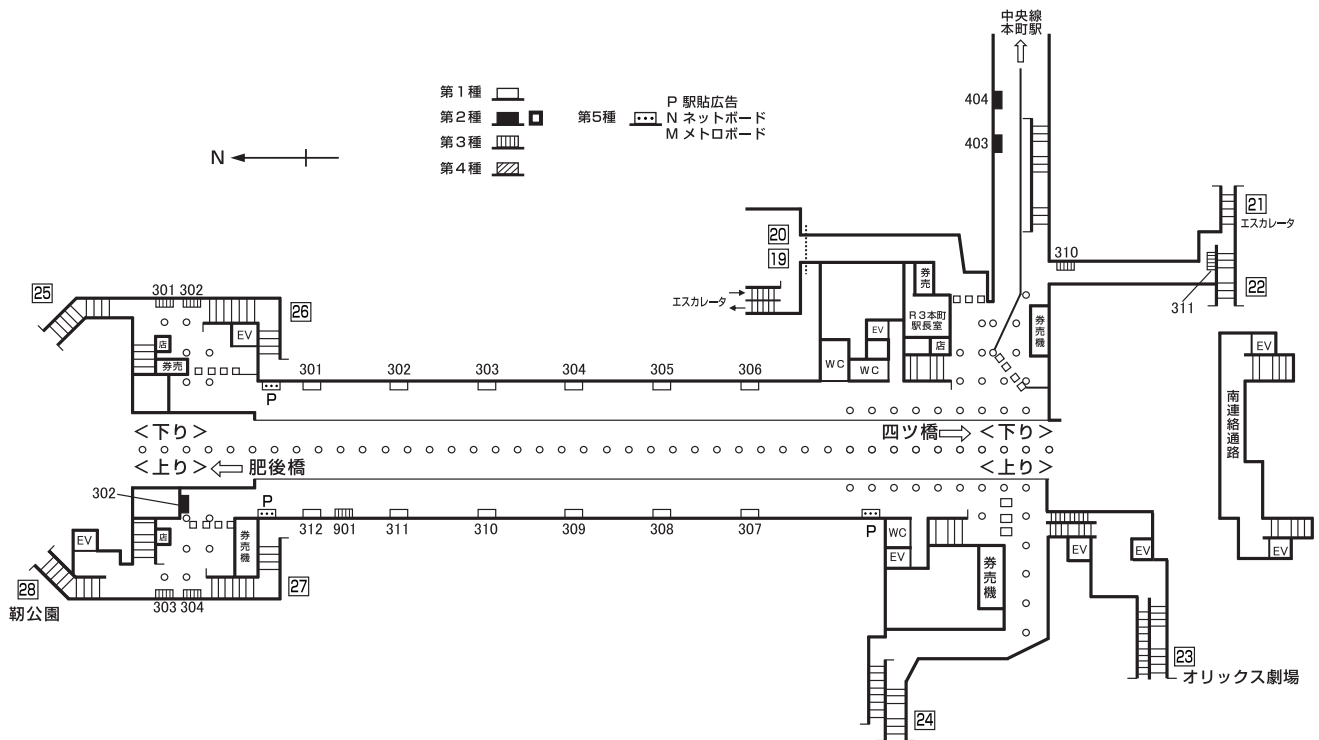 中央線
本町駅
第1種
第2種
第3種
第4種
第5種
P 駅貼広告
N ネットボード
M メトロボード
N
404
403
21
エスカレータ
20
19
310
311
22
エスカレータ
券売
R3本町
駅長室
店
EV
WC
WC
券売機
25
301 302
26
EV
店
券売
301
302
303
304
305
306
P
EV
南連絡通路
EV
<下り>
四ツ橋
<下り>
<上り>
肥後橋
<上り>
302
P
312
901
311
310
309
308
307
P
WC
EV
券売機
EV
店
券売機
28
靭公園
303 304
27
EV
EV
23
オリックス劇場
24